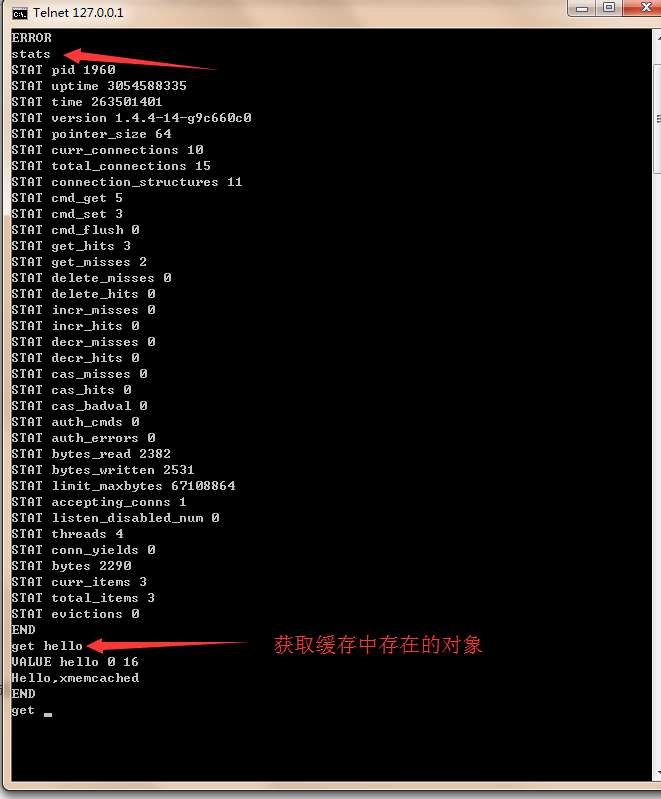 Telnet 127.0.0.1
ERROR
stats
STAT pid 1960
STAT uptime 3054588335
STAT time 263501401
STAT version 1.4.4-14-g9c660c0
STAT pointer_size 64
STAT curr_connections 10
STAT total_connections 15
STAT connection_structures 11
STAT cmd_get 5
STAT cmd_set 3
STAT cmd_flush 0
STAT get_hits 3
STAT get_misses 2
STAT delete_misses 0
STAT delete_hits 0
STAT incr_misses 0
STAT incr_hits 0
STAT decr_misses 0
STAT decr_hits 0
STAT cas_misses 0
STAT cas_hits 0
STAT cas_badval 0
STAT auth_cmds 0
STAT auth_errors 0
STAT bytes_read 2382
STAT bytes_written 2531
STAT limit_maxbytes 67108864
STAT accepting_conns 1
STAT listen_disabled_num 0
STAT threads 4
STAT conn_yields 0
STAT bytes 2290
STAT curr_items 3
STAT total_items 3
STAT evictions 0
END
get hello 获取缓存中存在的对象
VALUE hello 0 16
Hello,xmemcached
END
get